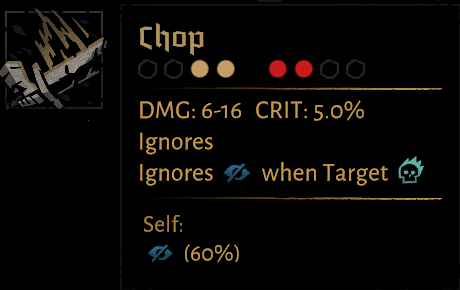 Chop
DMG: 6-16 CRIT: 5.0%
Ignores
Ignores when Target
Self:
(60%)